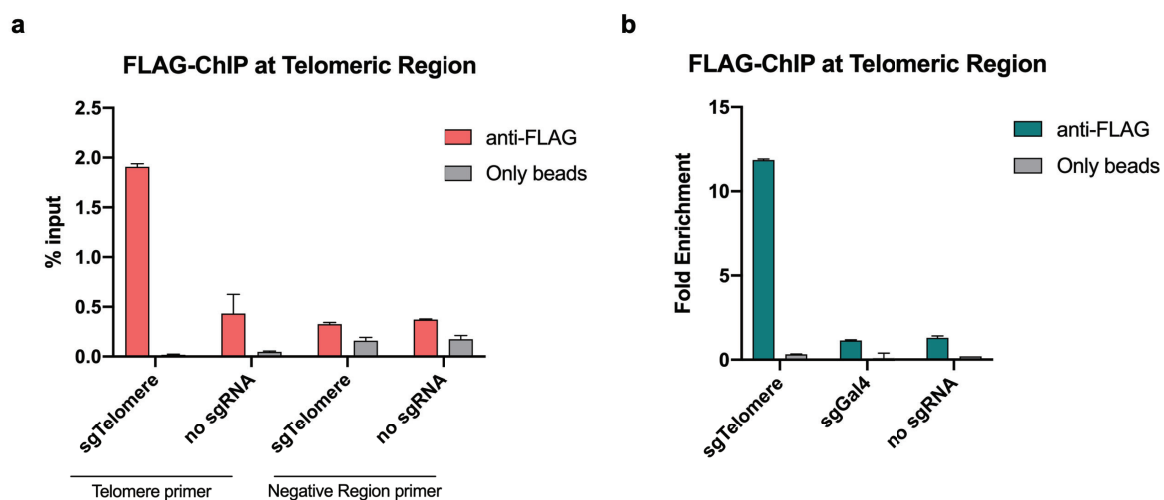 a
FLAG-ChIP at Telomeric Region
% input
2.5
2.0
1.5
1.0
0.5
0.0
anti-FLAG
Only beads
sgTelomere
no sgRNA
sgTelomere
no sgRNA
Telomere primer
Negative Region primer
b
FLAG-ChIP at Telomeric Region
Fold Enrichment
15
10
5
0
anti-FLAG
Only beads
sgTelomere
sgGal4
no sgRNA